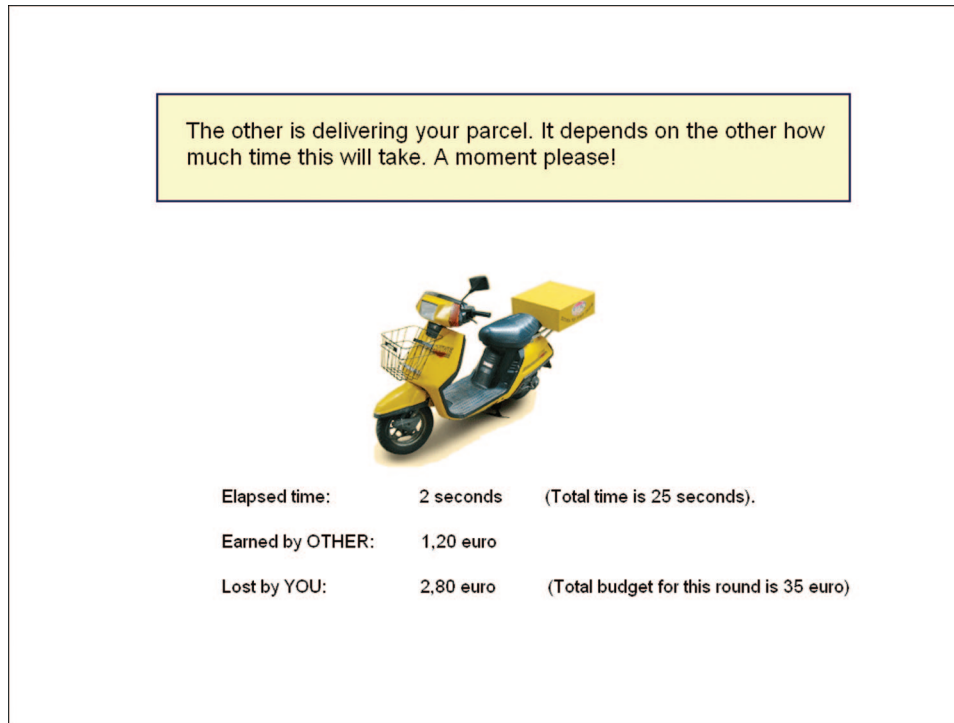 The other is delivering your parcel. It depends on the other how
much time this will take. A moment please!
Elapsed time: 2 seconds (Total time is 25 seconds).
Earned by OTHER: 1,20 euro
Lost by YOU: 2,80 euro (Total budget for this round is 35 euro)